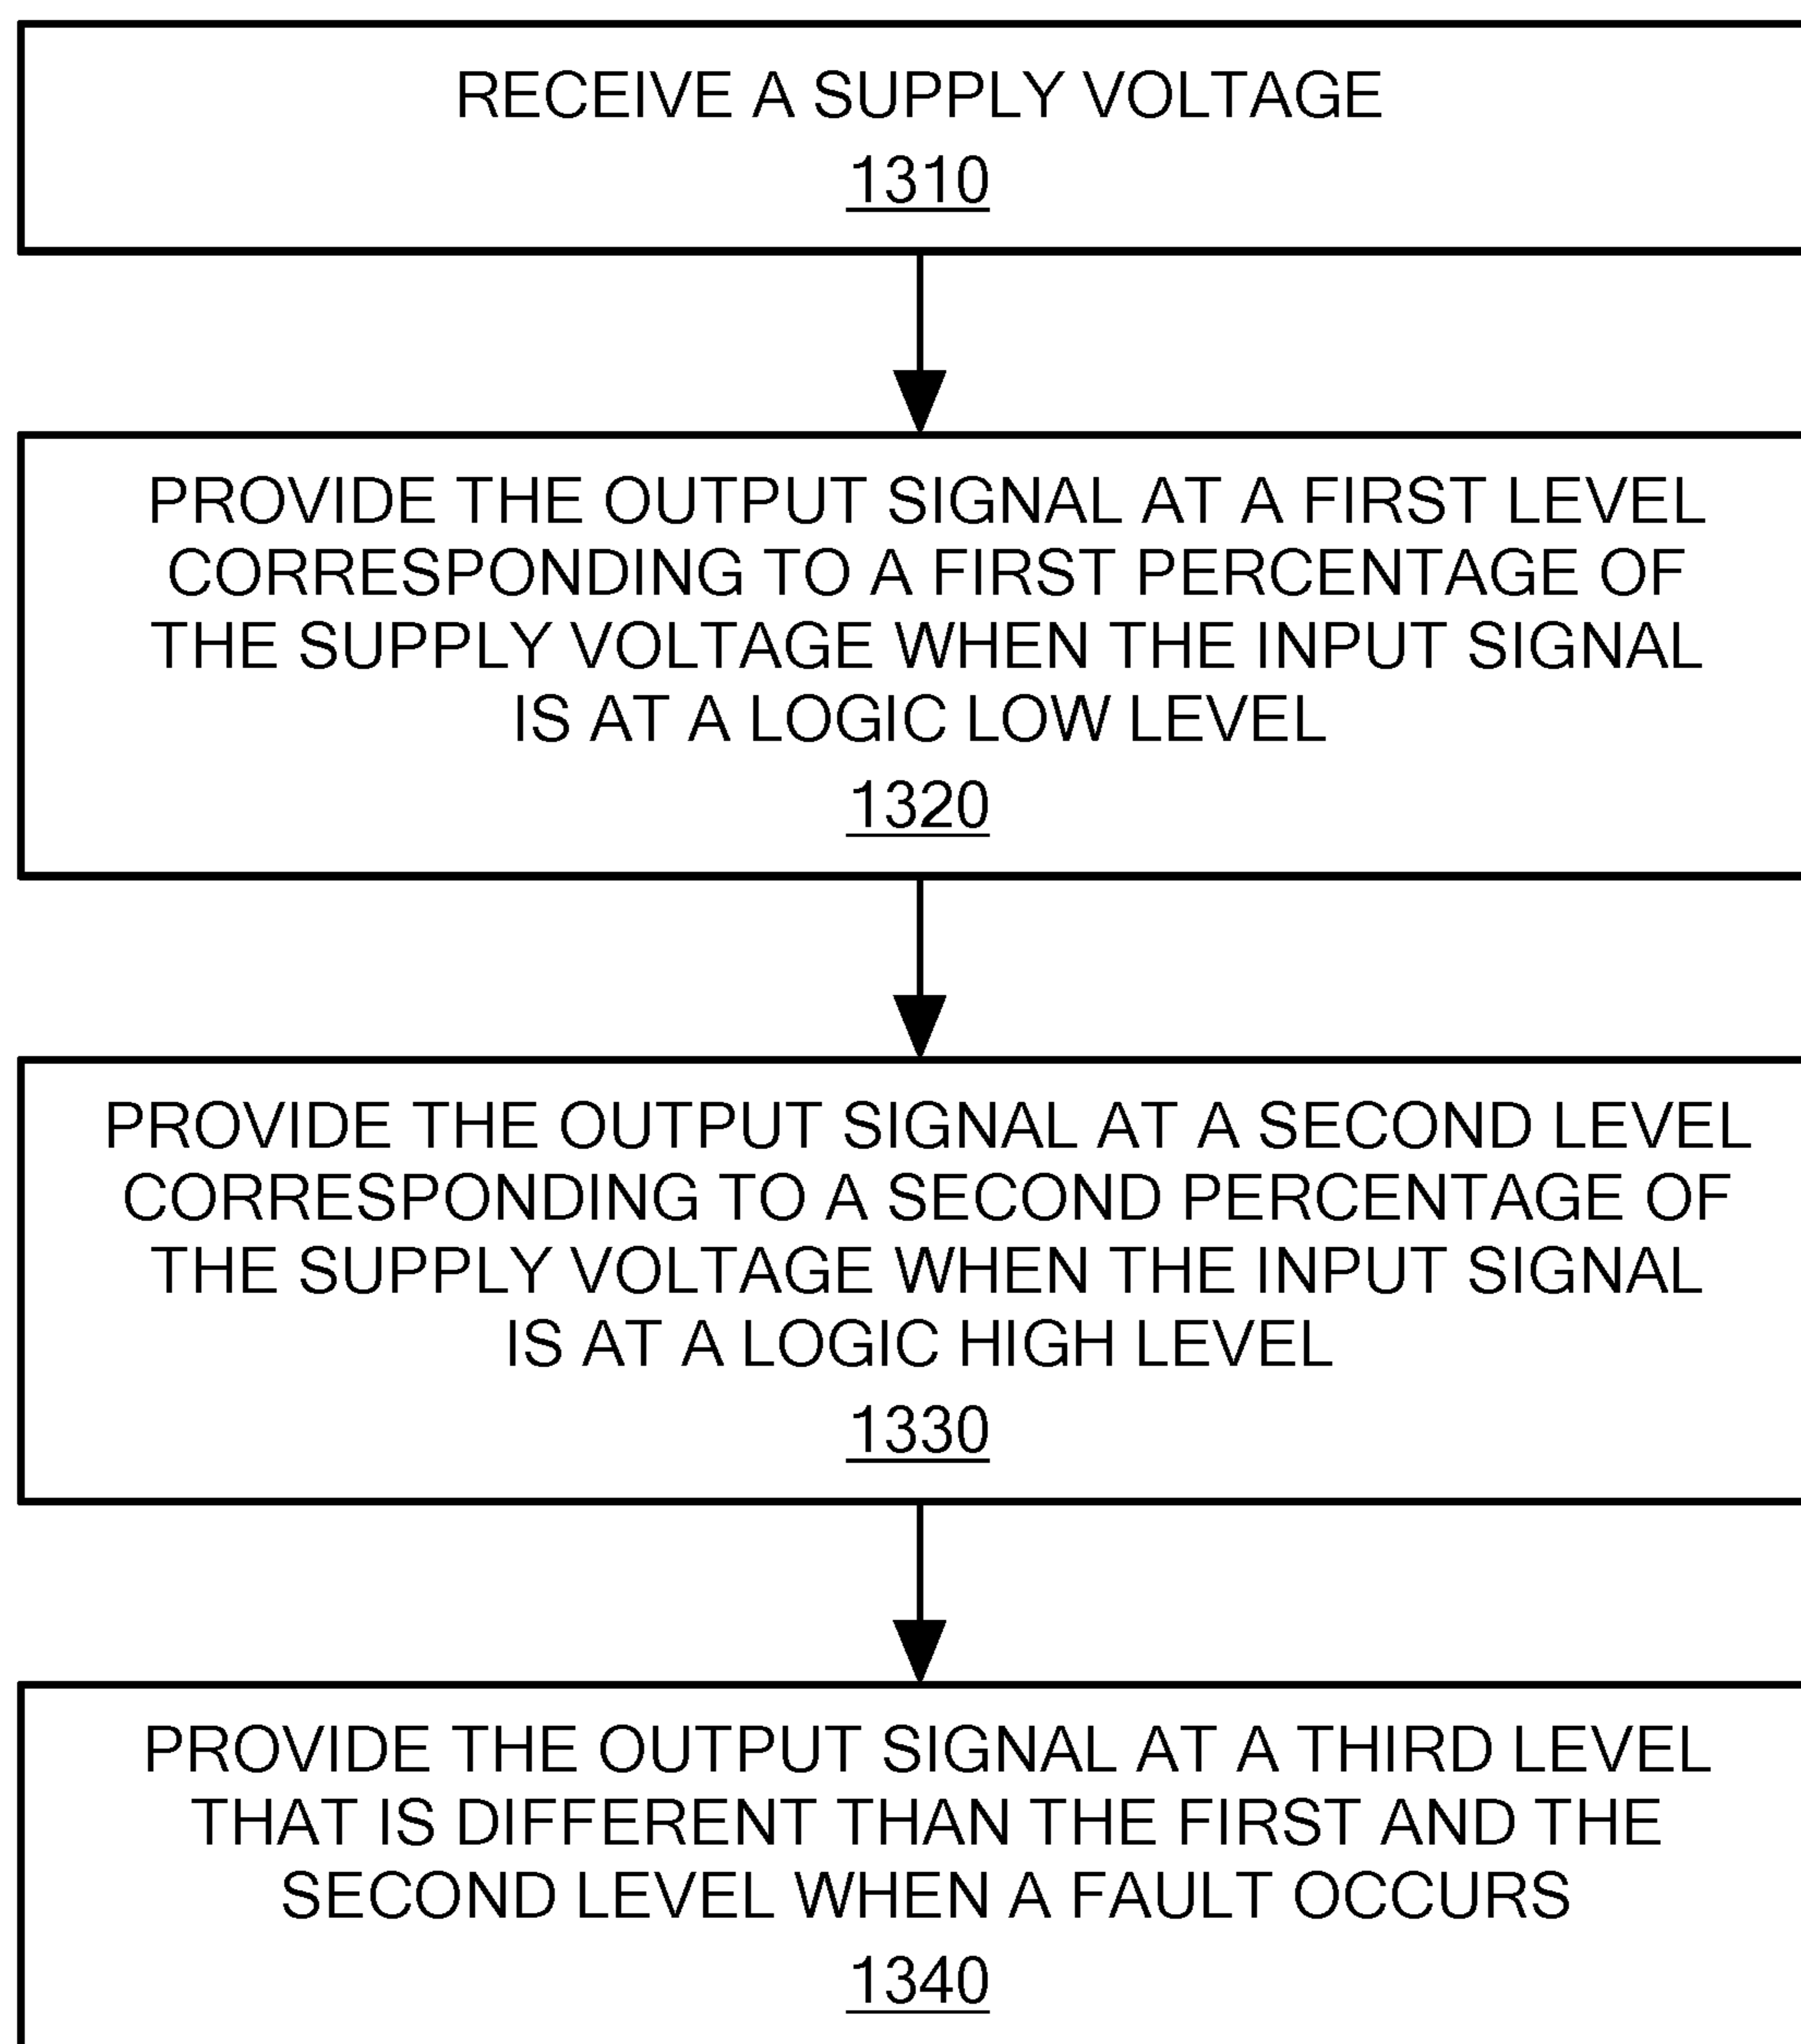 RECEIVE A SUPPLY VOLTAGE
1310
PROVIDE THE OUTPUT SIGNAL AT A FIRST LEVEL
CORRESPONDING TO A FIRST PERCENTAGE OF
THE SUPPLY VOLTAGE WHEN THE INPUT SIGNAL
IS AT A LOGIC LOW LEVEL
1320
PROVIDE THE OUTPUT SIGNAL AT A SECOND LEVEL
CORRESPONDING TO A SECOND PERCENTAGE OF
THE SUPPLY VOLTAGE WHEN THE INPUT SIGNAL
IS AT A LOGIC HIGH LEVEL
1330
PROVIDE THE OUTPUT SIGNAL AT A THIRD LEVEL
THAT IS DIFFERENT THAN THE FIRST AND THE
SECOND LEVEL WHEN A FAULT OCCURS
1340